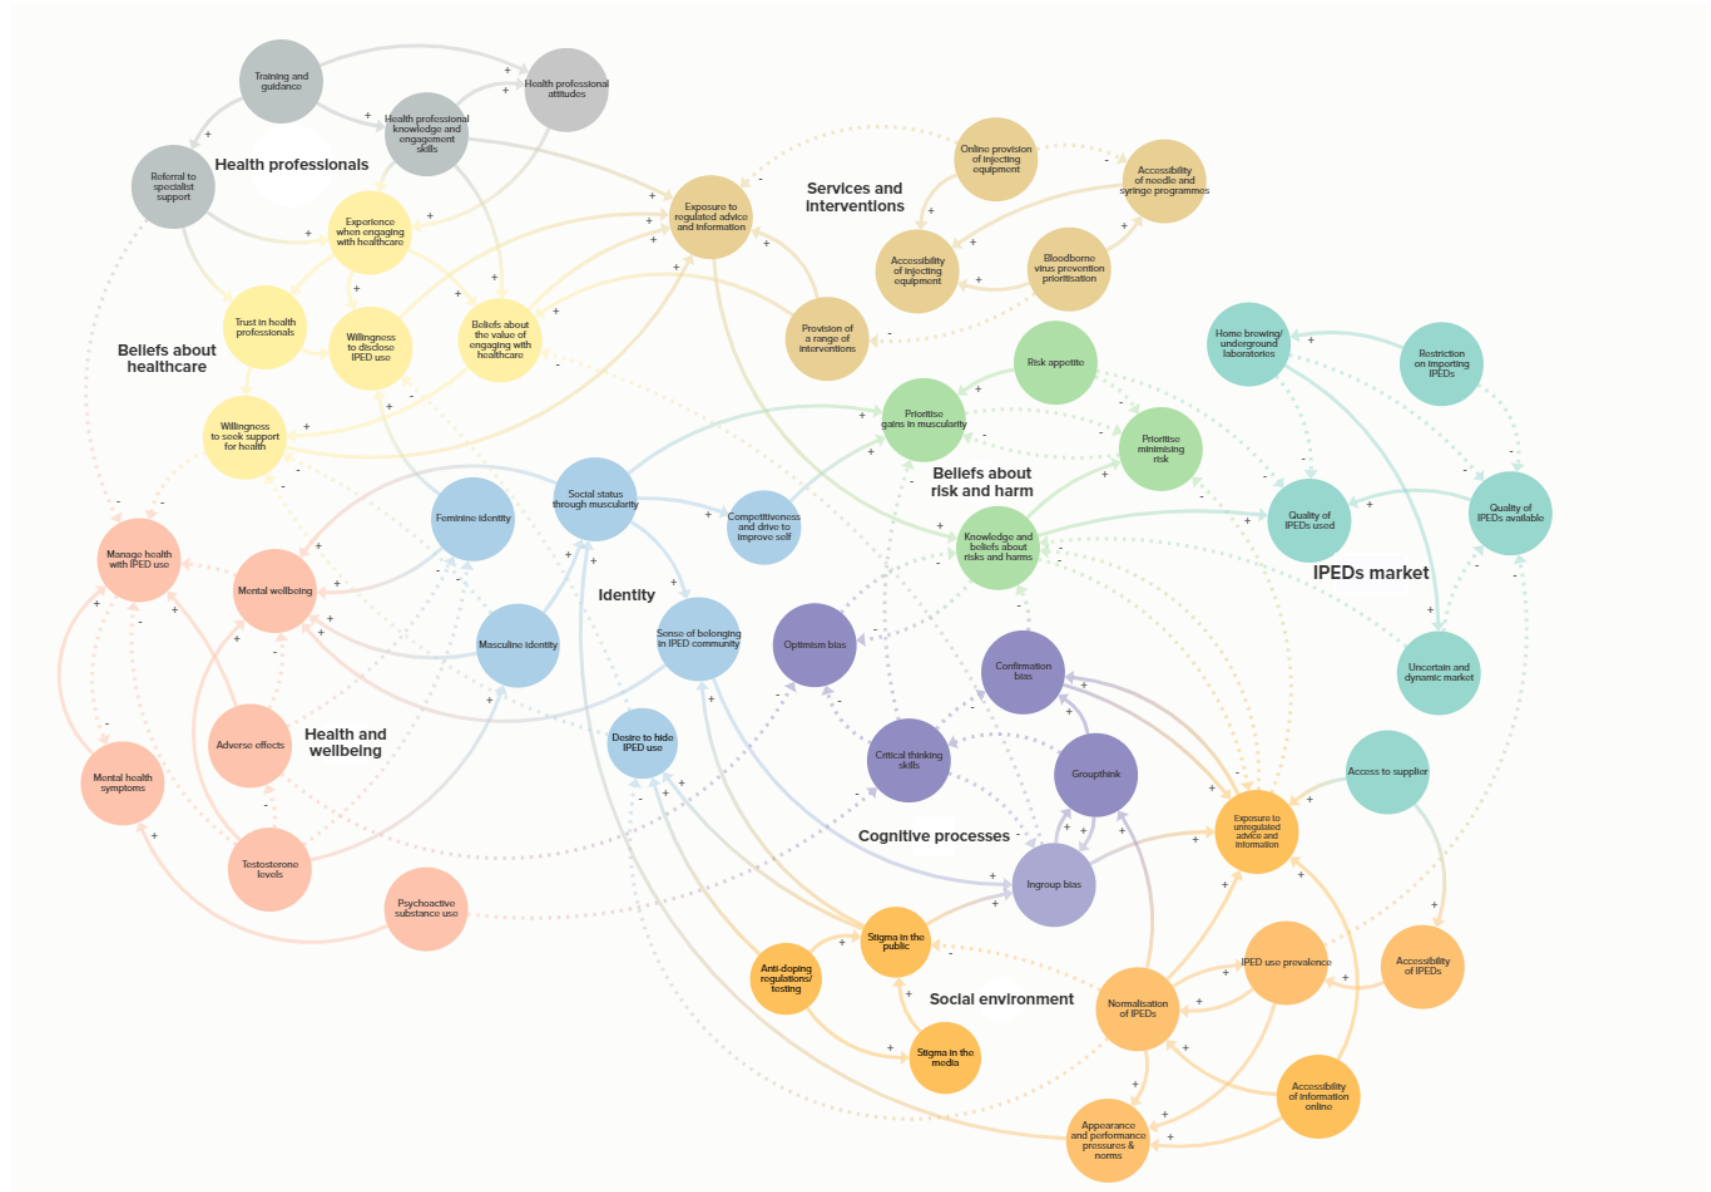 Training and
guidance
Health professional
attitudes
Health professional
knowledge and
engagement
skills
Health professionals
Referral to
specialist
support
Experience
when engaging
with healthcare
Exposure to
regulated advice
and information
Services and
interventions
Online provision
of injecting
equipment
Accessibility
of needle and
syringe programmes
Accessibility
of injecting
equipment
Bloodborne
virus prevention
prioritisation
Trust in health
professionals
Willingness
to disclose
IPED use
Beliefs about
the value of
engaging with
healthcare
Provision of
a range of
interventions
Beliefs about
healthcare
Willingness
to seek support
for health
Risk appetite
Home brewing/
underground
laboratories
Restriction
on importing
IPEDs
Prioritise
gains in muscularity
Prioritise
minimising
risk
Beliefs about
risk and harm
Knowledge and
beliefs about
risks and harms
Quality of
IPEDs used
Quality of
IPEDs available
IPEDs market
Uncertain and
dynamic market
Access to supplier
Feminine identity
Social status
through muscularity
Competitiveness
and drive to
improve self
Identity
Masculine identity
Sense of belonging
in IPED community
Desire to hide
IPED use
Manage health
with IPED use
Mental wellbeing
Adverse effects
Health and
wellbeing
Mental health
symptoms
Testosterone
levels
Psychoactive
substance use
Optimism bias
Confirmation
bias
Critical thinking
skills
Groupthink
Cognitive processes
Ingroup bias
Exposure to
unregulated
advice and
information
Stigma in the
public
Anti-doping
regulations/
testing
Social environment
Stigma in the
media
Normalisation
of IPEDs
IPED use prevalence
Accessibility
of IPEDs
Accessibility
of information
online
Appearance
and performance
pressures &
norms